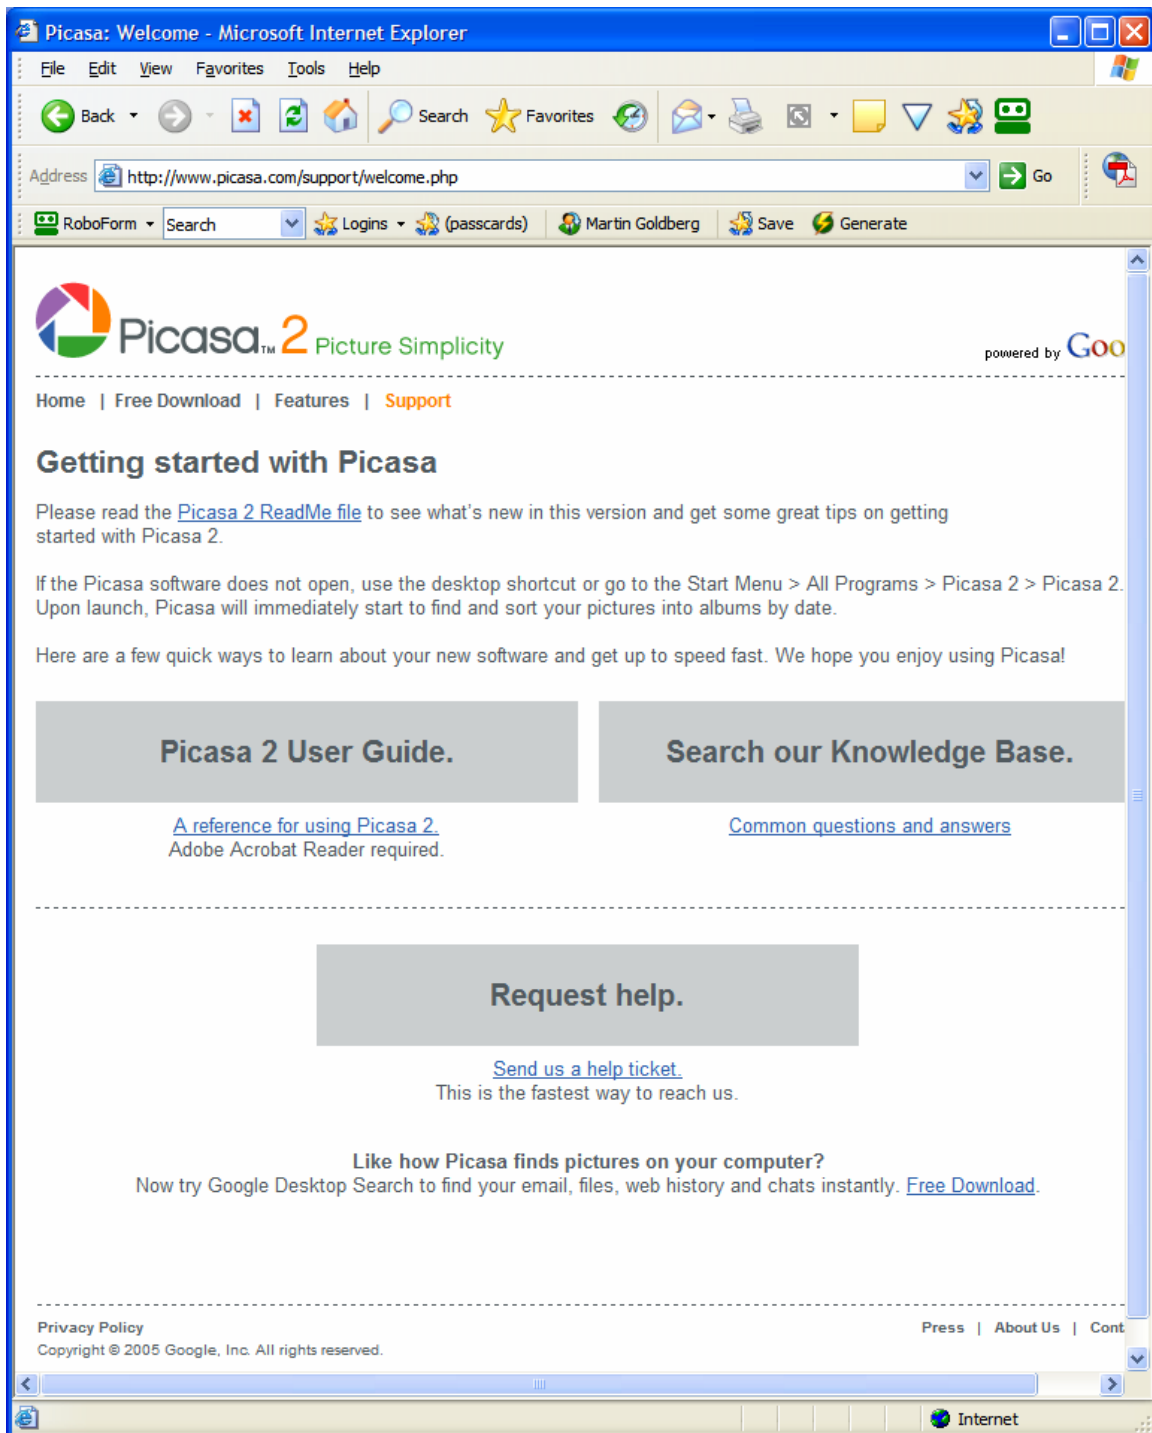 Picasa: Welcome - Microsoft Internet Explorer
File Edit View Favorites Tools Help
Back Search Favorites
Address http://www.picasa.com/support/welcome.php Go
RoboForm Search Logins (passcards) Martin Goldberg Save Generate
Picasa™ 2 Picture Simplicity
powered by Goo
Home | Free Download | Features | Support
Getting started with Picasa
Please read the Picasa 2 ReadMe file to see what's new in this version and get some great tips on getting
started with Picasa 2.
If the Picasa software does not open, use the desktop shortcut or go to the Start Menu > All Programs > Picasa 2 > Picasa 2.
Upon launch, Picasa will immediately start to find and sort your pictures into albums by date.
Here are a few quick ways to learn about your new software and get up to speed fast. We hope you enjoy using Picasa!
Picasa 2 User Guide. Search our Knowledge Base.
A reference for using Picasa 2. Common questions and answers
Adobe Acrobat Reader required.
Request help.
Send us a help ticket.
This is the fastest way to reach us.
Like how Picasa finds pictures on your computer?
Now try Google Desktop Search to find your email, files, web history and chats instantly. Free Download.
Privacy Policy Press | About Us | Cont
Copyright © 2005 Google, Inc. All rights reserved.
Internet